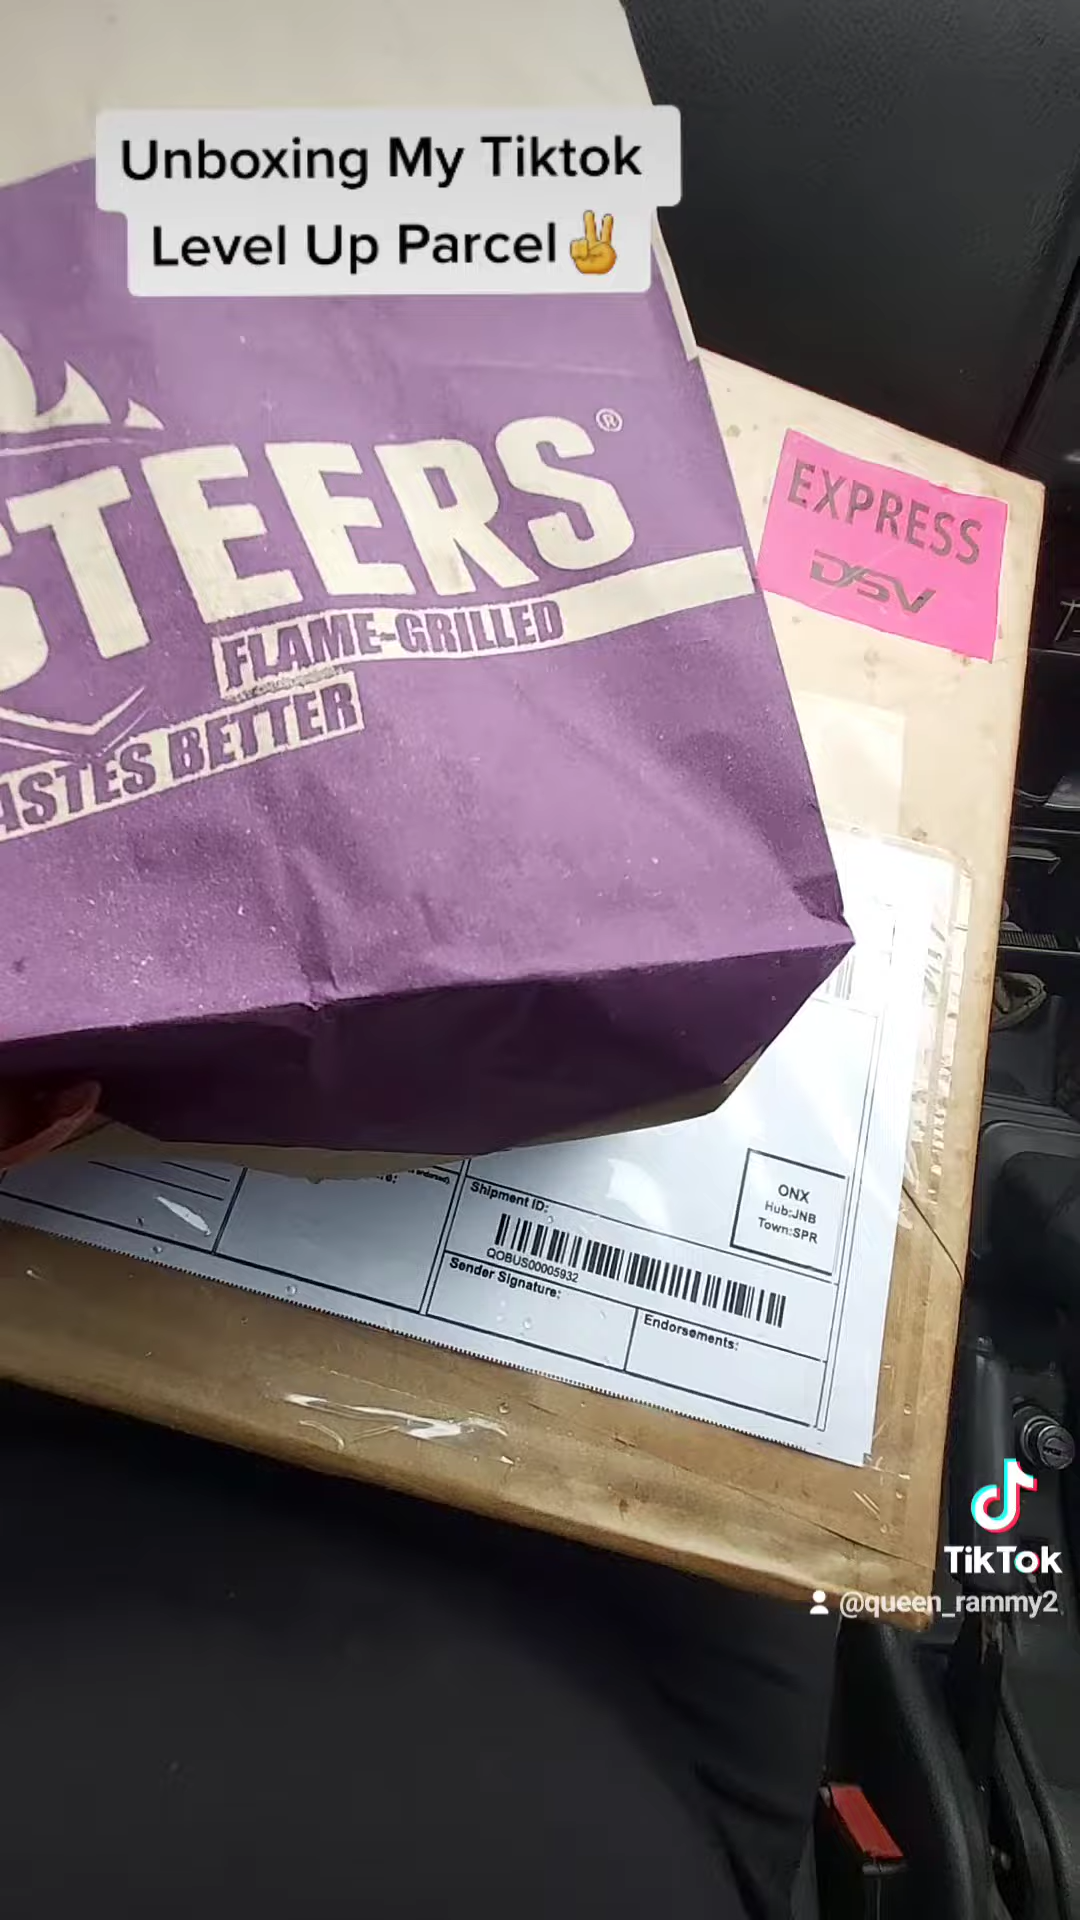 Unboxing My Tiktok
Level Up Parcel✌️
STEERS®
FLAME-GRILLED
TASTES BETTER
EXPRESS
DSV
ONX
Hub:JNB
Town:SPR
Shipment ID:
QOBUS00005932
Sender Signature:
Endorsements:
TikTok
@queen_rammy2